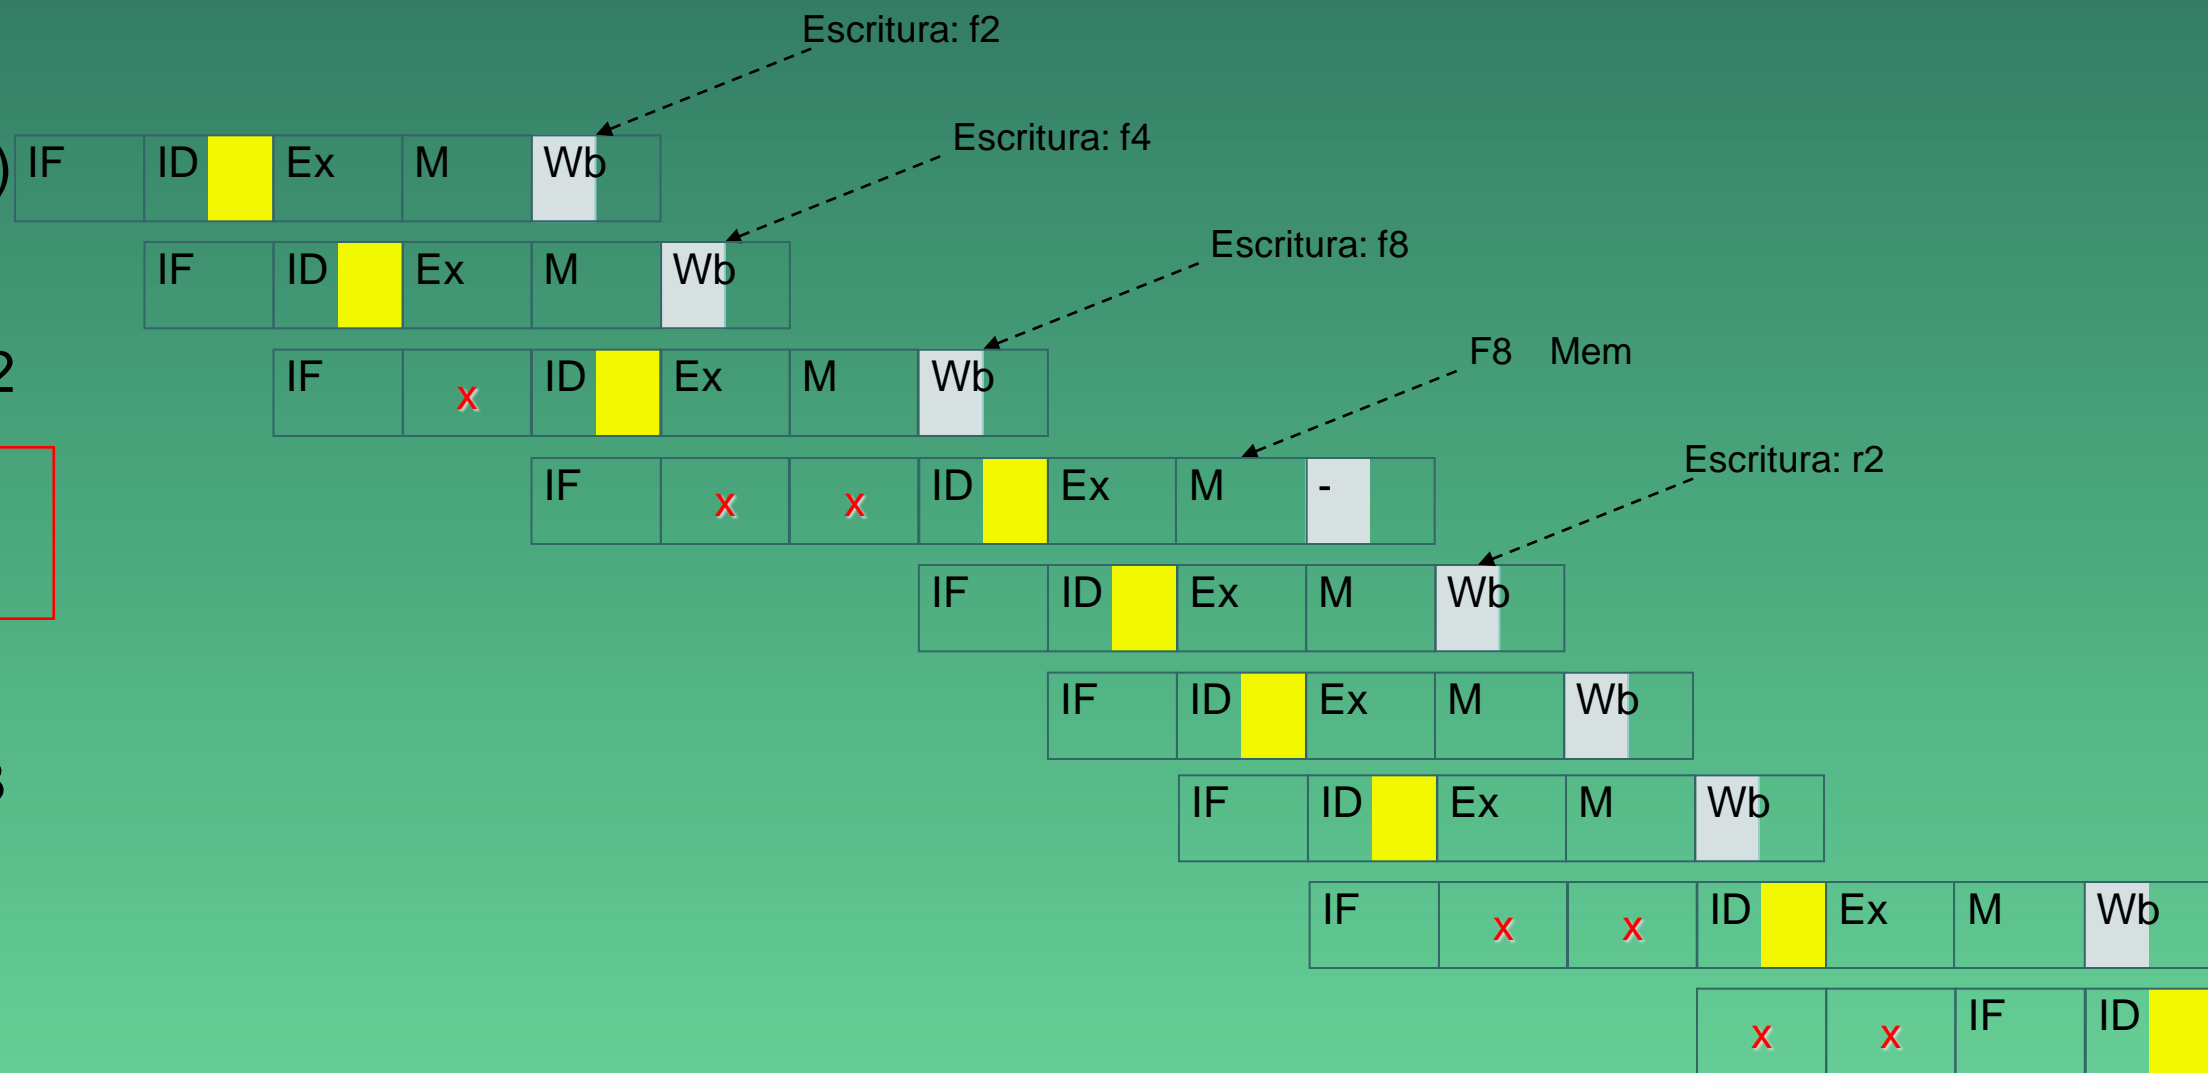 Escritura: f2
Escritura: f4
) IF ID Ex M Wb
Escritura: f8
IF ID Ex M Wb
F8 Mem
2 IF x ID Ex M Wb
Escritura: r2
IF x x ID Ex M -
IF ID Ex M Wb
IF ID Ex M Wb
IF ID Ex M Wb
IF x x ID Ex M Wb
x x IF ID